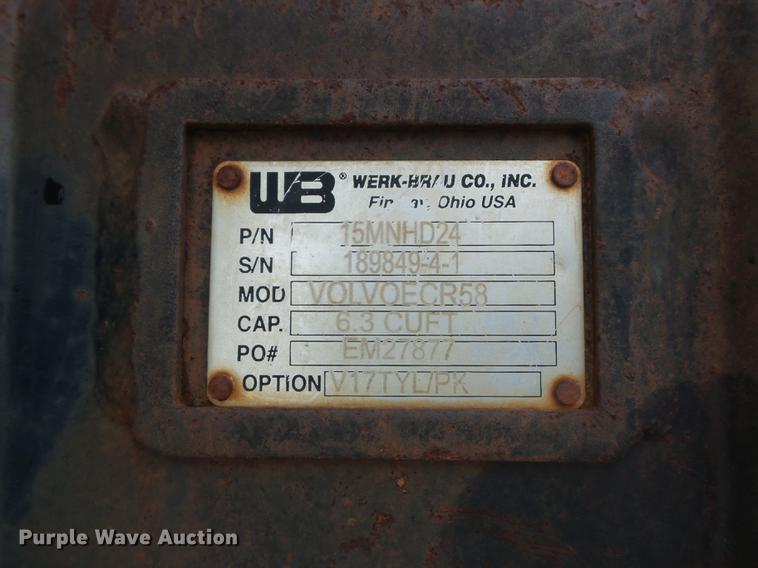 WB ® WERK-BRAU CO., INC.
Findlay, Ohio USA
P/N 15MNHD24
S/N 189849-4-1
MOD VOLVOECR58
CAP. 6.3 CUFT
PO# EM27877
OPTION V17TYL/PK
Purple Wave Auction